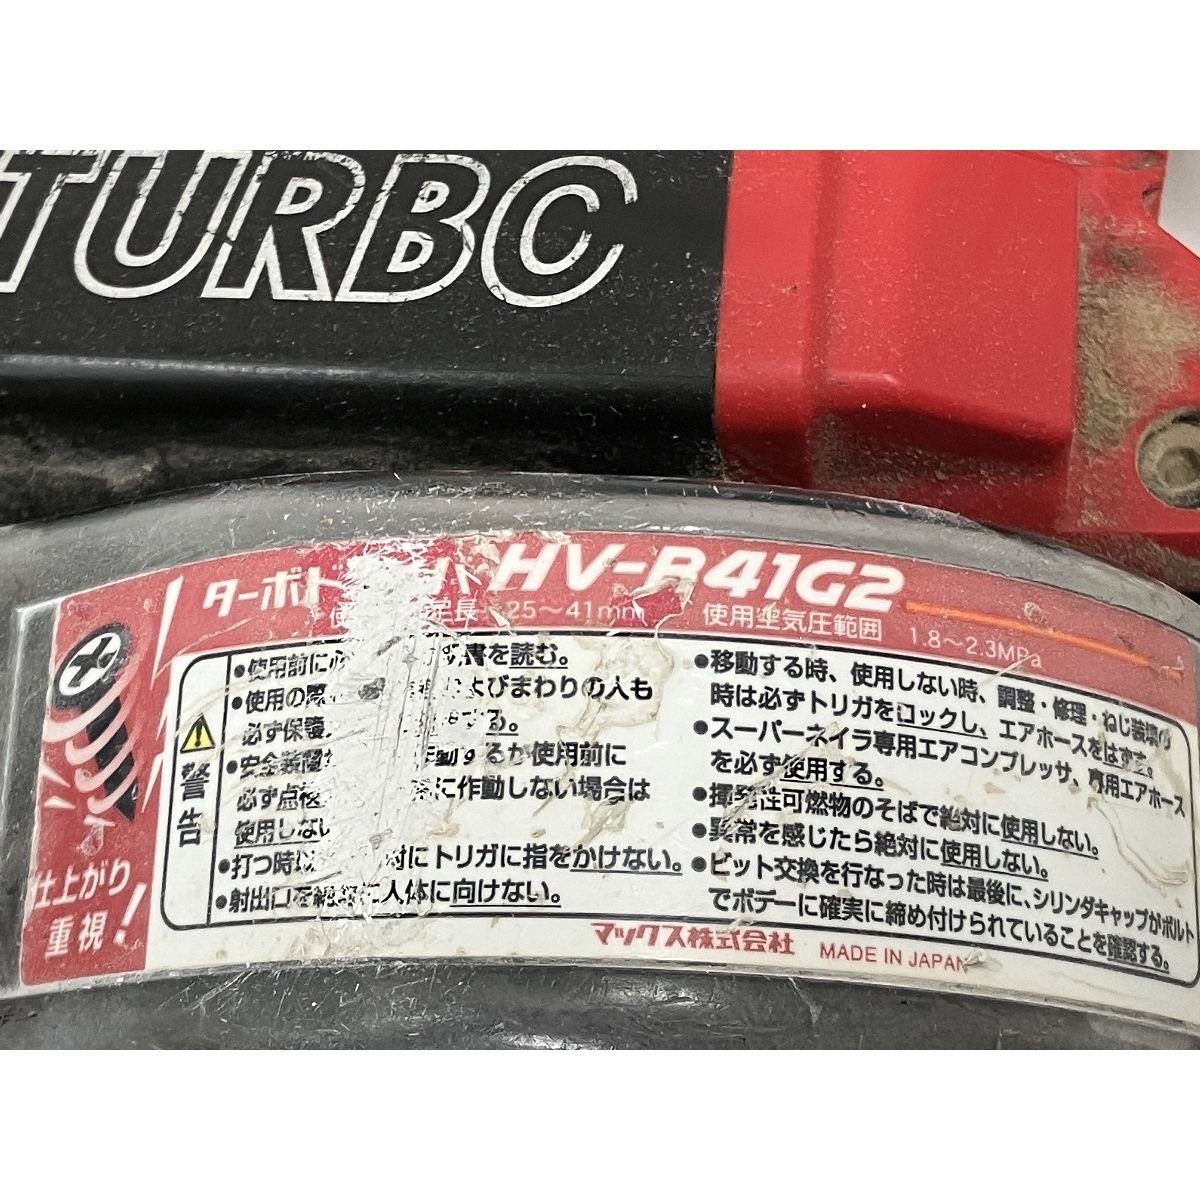 TURBO
ターボド HV-R41G2
足長 25～41mm 使用空気圧範囲 1.8～2.3MPa
仕上がり
重視!
警告
•使用前に必 書を読む。
•使用の際 およびまわりの人も
必ず保護 する。
•安全装置 作動するか使用前に
必ず点検 に作動しない場合は
使用しない
•打つ時以 対にトリガに指をかけない。
•射出口を絶対に人体に向けない。
•移動する時、使用しない時、調整・修理・ねじ装填の
時は必ずトリガをロックし、エアホースをはずす。
•スーパーネイラ専用エアコンプレッサ、専用エアホース
を必ず使用する。
•揮発性可燃物のそばで絶対に使用しない。
•異常を感じたら絶対に使用しない。
•ビット交換を行なった時は最後に、シリンダキャップがボルト
でボデーに確実に締め付けられていることを確認する。
マックス株式会社 MADE IN JAPAN